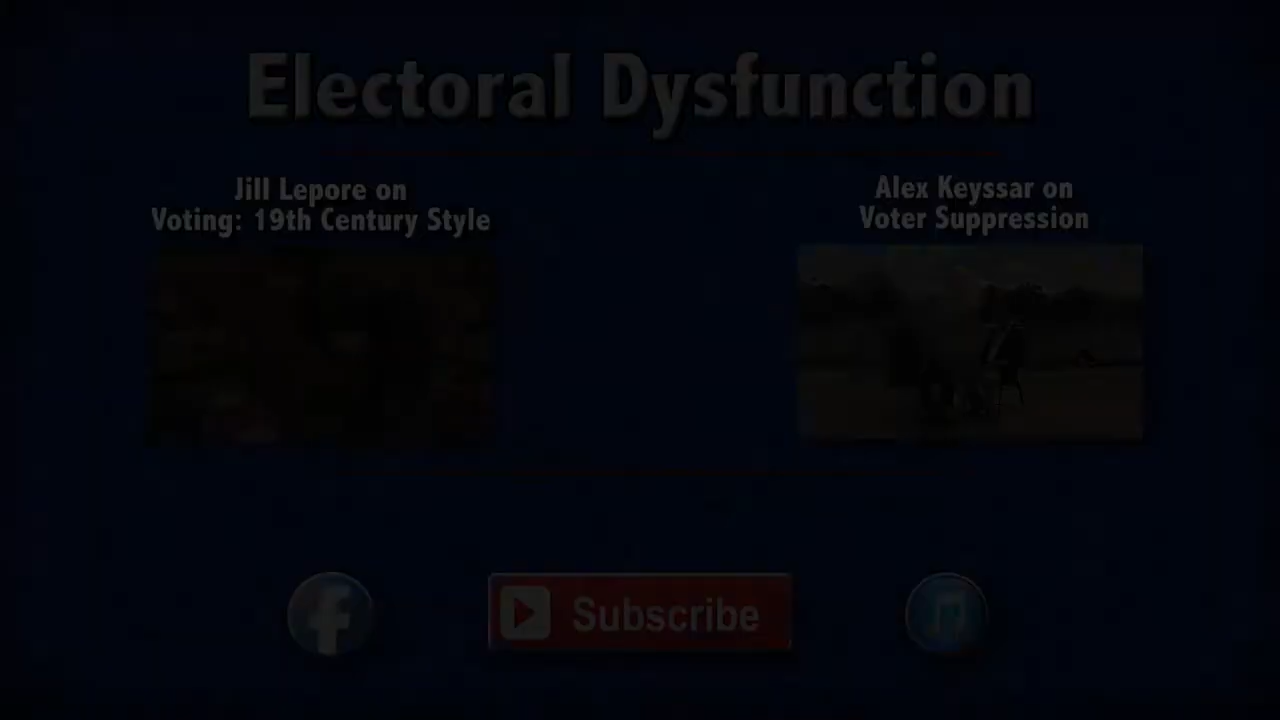 Electoral Dysfunction
Jill Lepore on
Voting: 19th Century Style
Alex Keyssar on
Voter Suppression
Subscribe